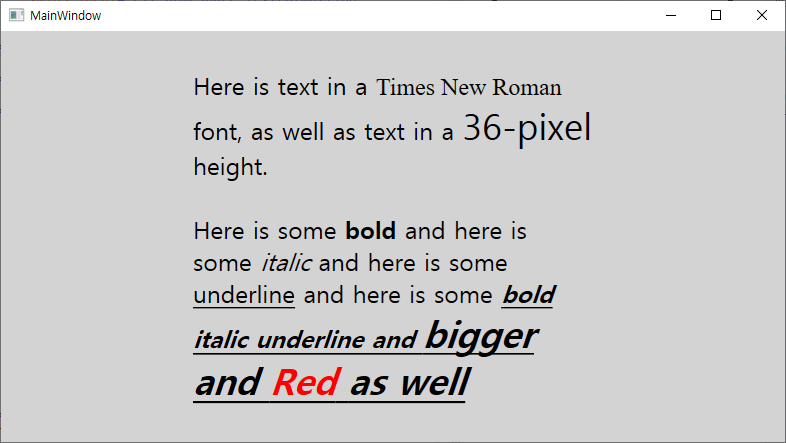 MainWindow
Here is text in a Times New Roman
font, as well as text in a 36-pixel
height.
Here is some bold and here is
some italic and here is some
underline and here is some bold
italic underline and bigger
and Red as well